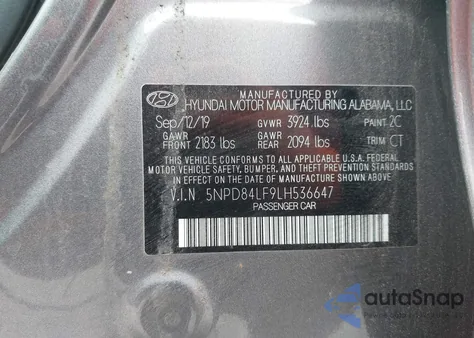 MANUFACTURED BY
HYUNDAI MOTOR MANUFACTURING ALABAMA, LLC
Sep/12/19 GVWR 3924 lbs PAINT 2C
GAWR FRONT 2183 lbs GAWR REAR 2094 lbs TRIM CT
THIS VEHICLE CONFORMS TO ALL APPLICABLE U.S.A. FEDERAL
MOTOR VEHICLE SAFETY, BUMPER, AND THEFT PREVENTION STANDARDS
IN EFFECT ON THE DATE OF MANUFACTURE SHOWN ABOVE.
V.I.N 5NPD84LF9LH536647
PASSENGER CAR
autoSnap